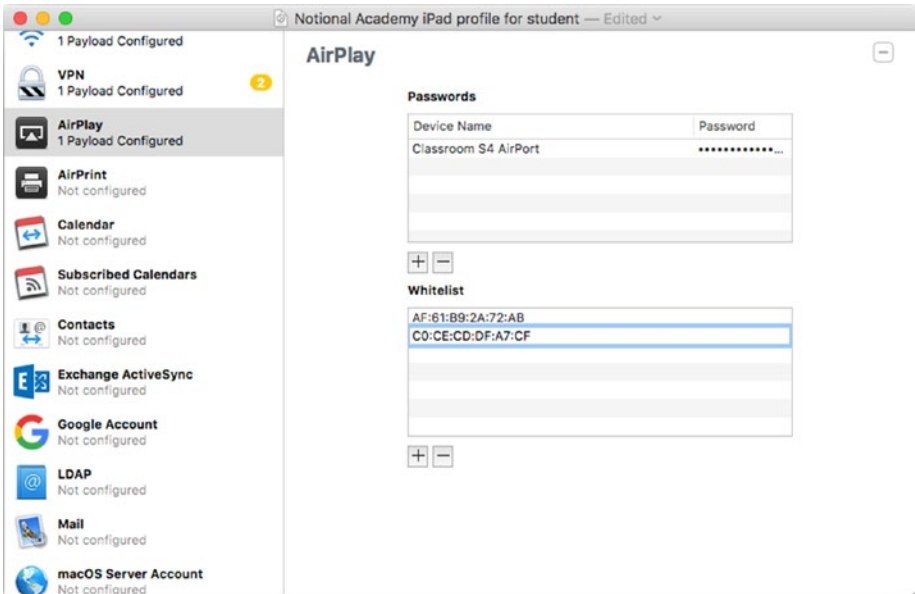 Notional Academy iPad profile for student — Edited
1 Payload Configured
VPN
1 Payload Configured
2
AirPlay
1 Payload Configured
AirPrint
Not configured
Calendar
Not configured
Subscribed Calendars
Not configured
Contacts
Not configured
Exchange ActiveSync
Not configured
Google Account
Not configured
LDAP
Not configured
Mail
Not configured
macOS Server Account
Not configured
AirPlay
Passwords
Device Name Password
Classroom S4 AirPort ••••••••••••...
Whitelist
AF:61:B9:2A:72:AB
C0:CE:CD:DF:A7:CF